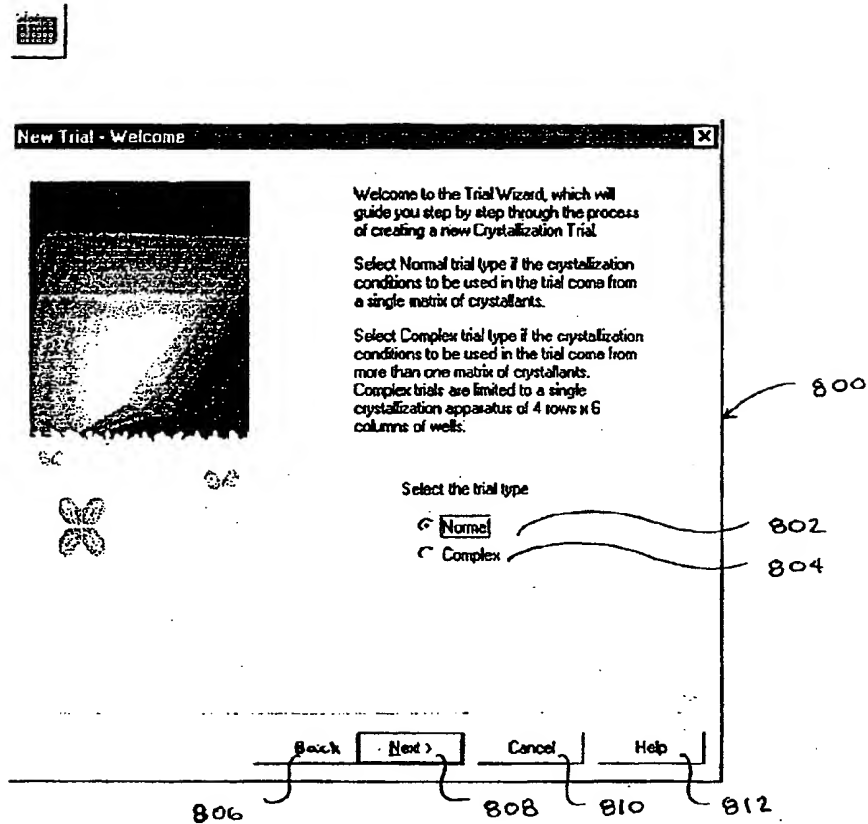 New Trial - Welcome
Welcome to the Trial Wizard, which will
guide you step by step through the process
of creating a new Crystallization Trial.
Select Normal trial type if the crystallization
conditions to be used in the trial come from
a single matrix of crystallants.
Select Complex trial type if the crystallization
conditions to be used in the trial come from
more than one matrix of crystallants.
Complex trials are limited to a single
crystallization apparatus of 4 rows x 6
columns of wells.
800
Select the trial type
Normal
802
Complex
804
Back
Next >
Cancel
Help
806
808
810
812